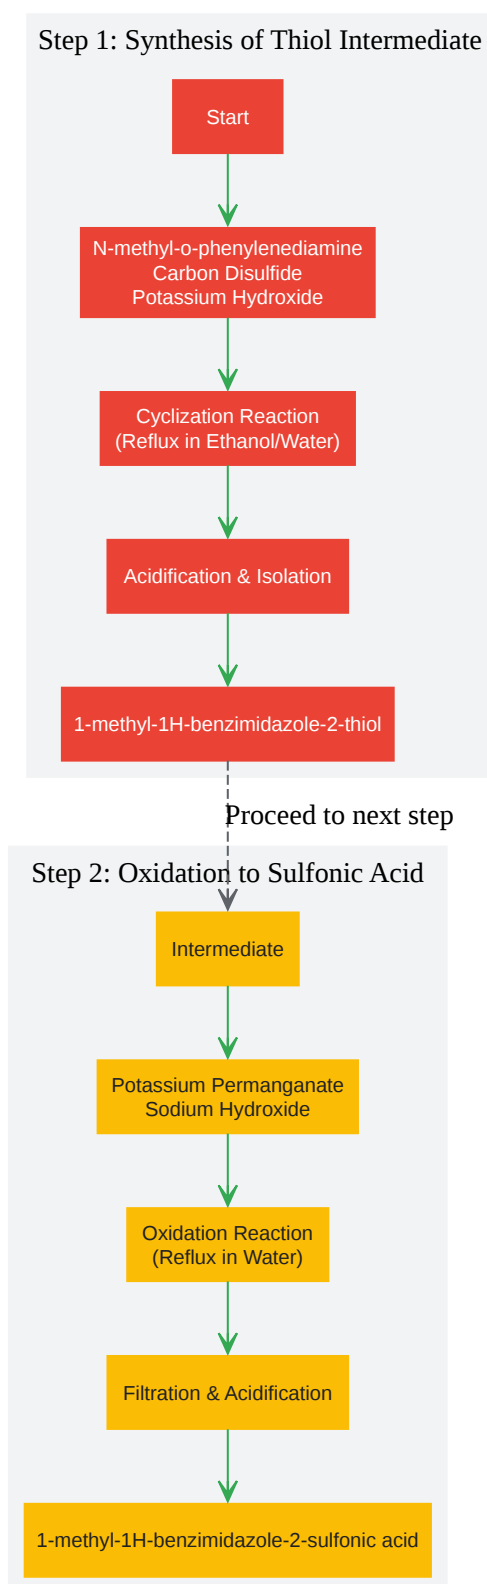 Step 1: Synthesis of Thiol Intermediate
Start
N-methyl-o-phenylenediamine
Carbon Disulfide
Potassium Hydroxide
Cyclization Reaction
(Reflux in Ethanol/Water)
Acidification & Isolation
1-methyl-1H-benzimidazole-2-thiol
Proceed to next step
Step 2: Oxidation to Sulfonic Acid
Intermediate
Potassium Permanganate
Sodium Hydroxide
Oxidation Reaction
(Reflux in Water)
Filtration & Acidification
1-methyl-1H-benzimidazole-2-sulfonic acid